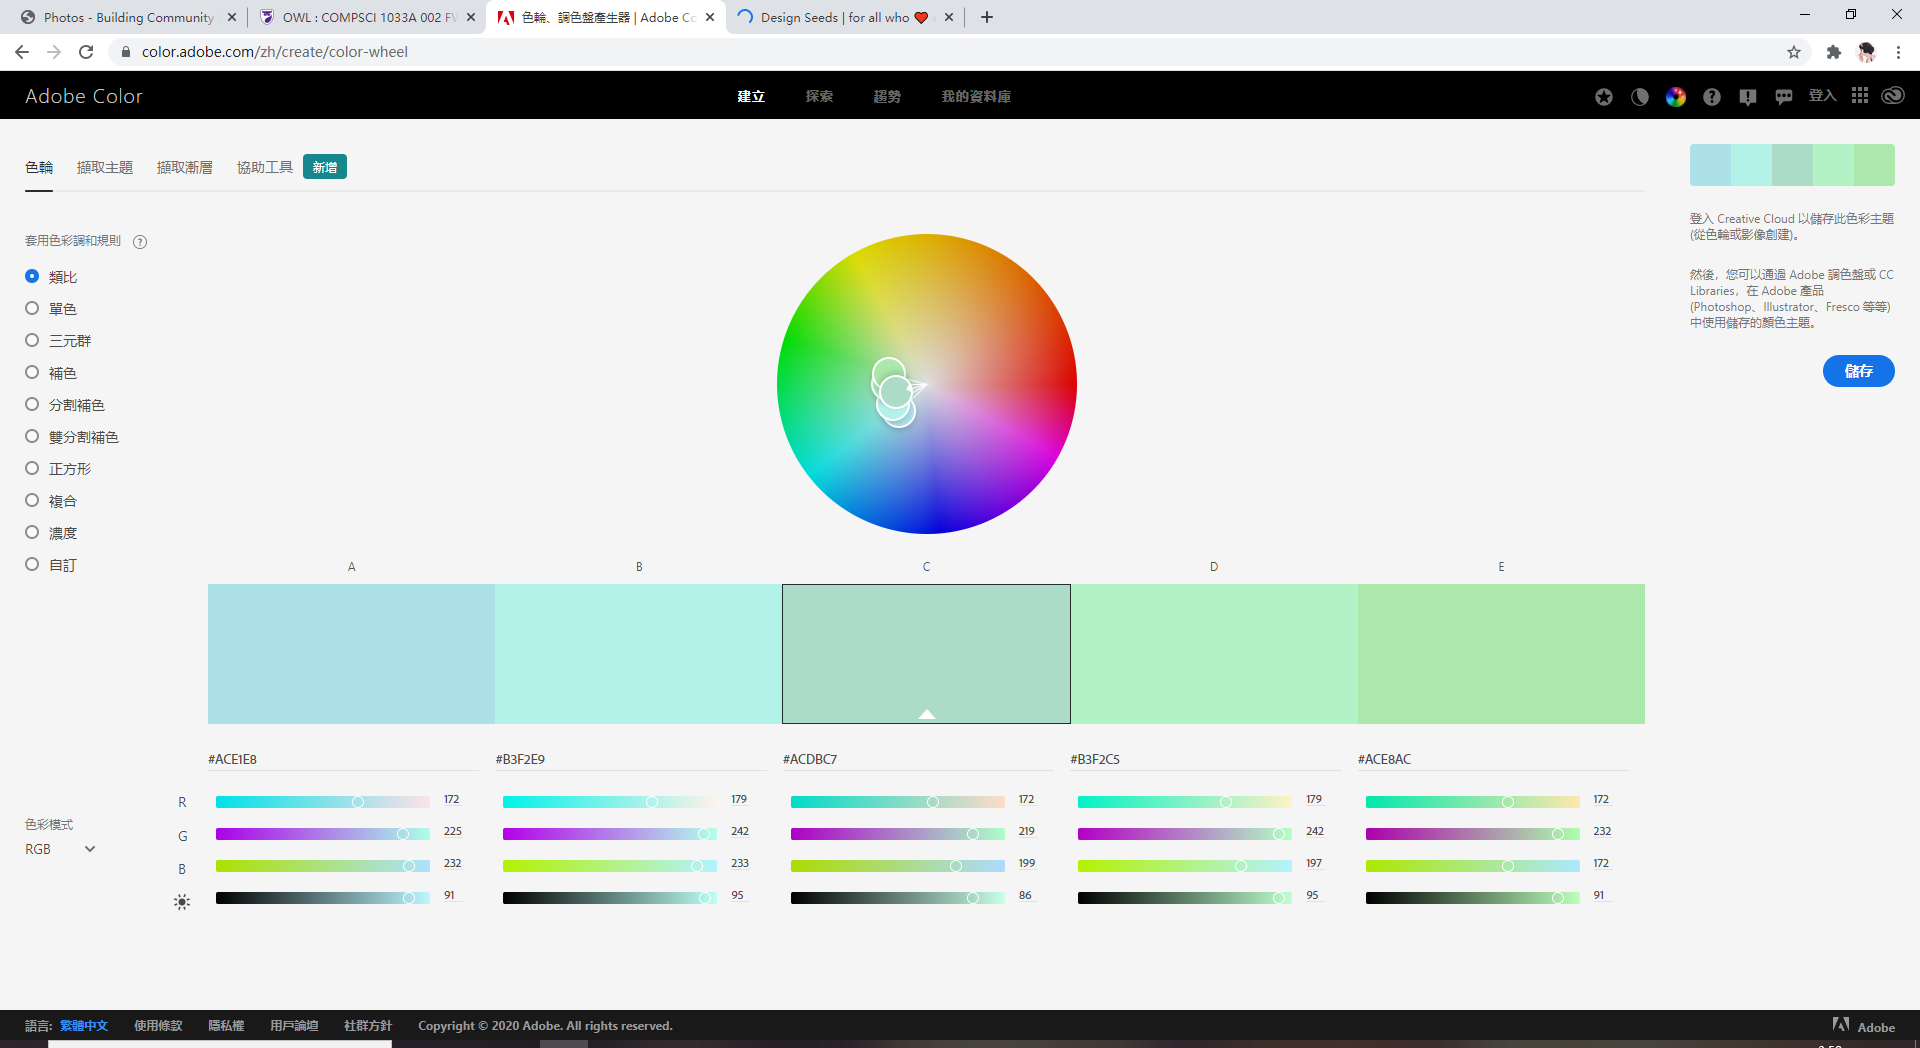 Photos - Building Community
OWL : COMPSCI 1033A 002 FW
色輪、調色盤產生器 | Adobe Co
Design Seeds | for all who ❤
color.adobe.com/zh/create/color-wheel
Adobe Color
建立
探索
趨勢
我的資料庫
登入
色輪
擷取主題
擷取漸層
協助工具
新增
登入 Creative Cloud 以儲存此色彩主題
(從色輪或影像創建)。
然後，您可以通過 Adobe 調色盤或 CC
Libraries，在 Adobe 產品
(Photoshop、Illustrator、Fresco 等等)
中使用儲存的顏色主題。
儲存
套用色彩調和規則 ?
類比
單色
三元群
補色
分割補色
雙分割補色
正方形
複合
濃度
自訂
A B C D E
#ACE1E8 #B3F2E9 #ACDBC7 #B3F2C5 #ACE8AC
R 172 179 172 179 172
G 225 242 219 242 232
B 232 233 199 197 172
91 95 86 95 91
色彩模式
RGB
語言: 繁體中文 使用條款 隱私權 用戶論壇 社群方針 Copyright © 2020 Adobe. All rights reserved.
Adobe